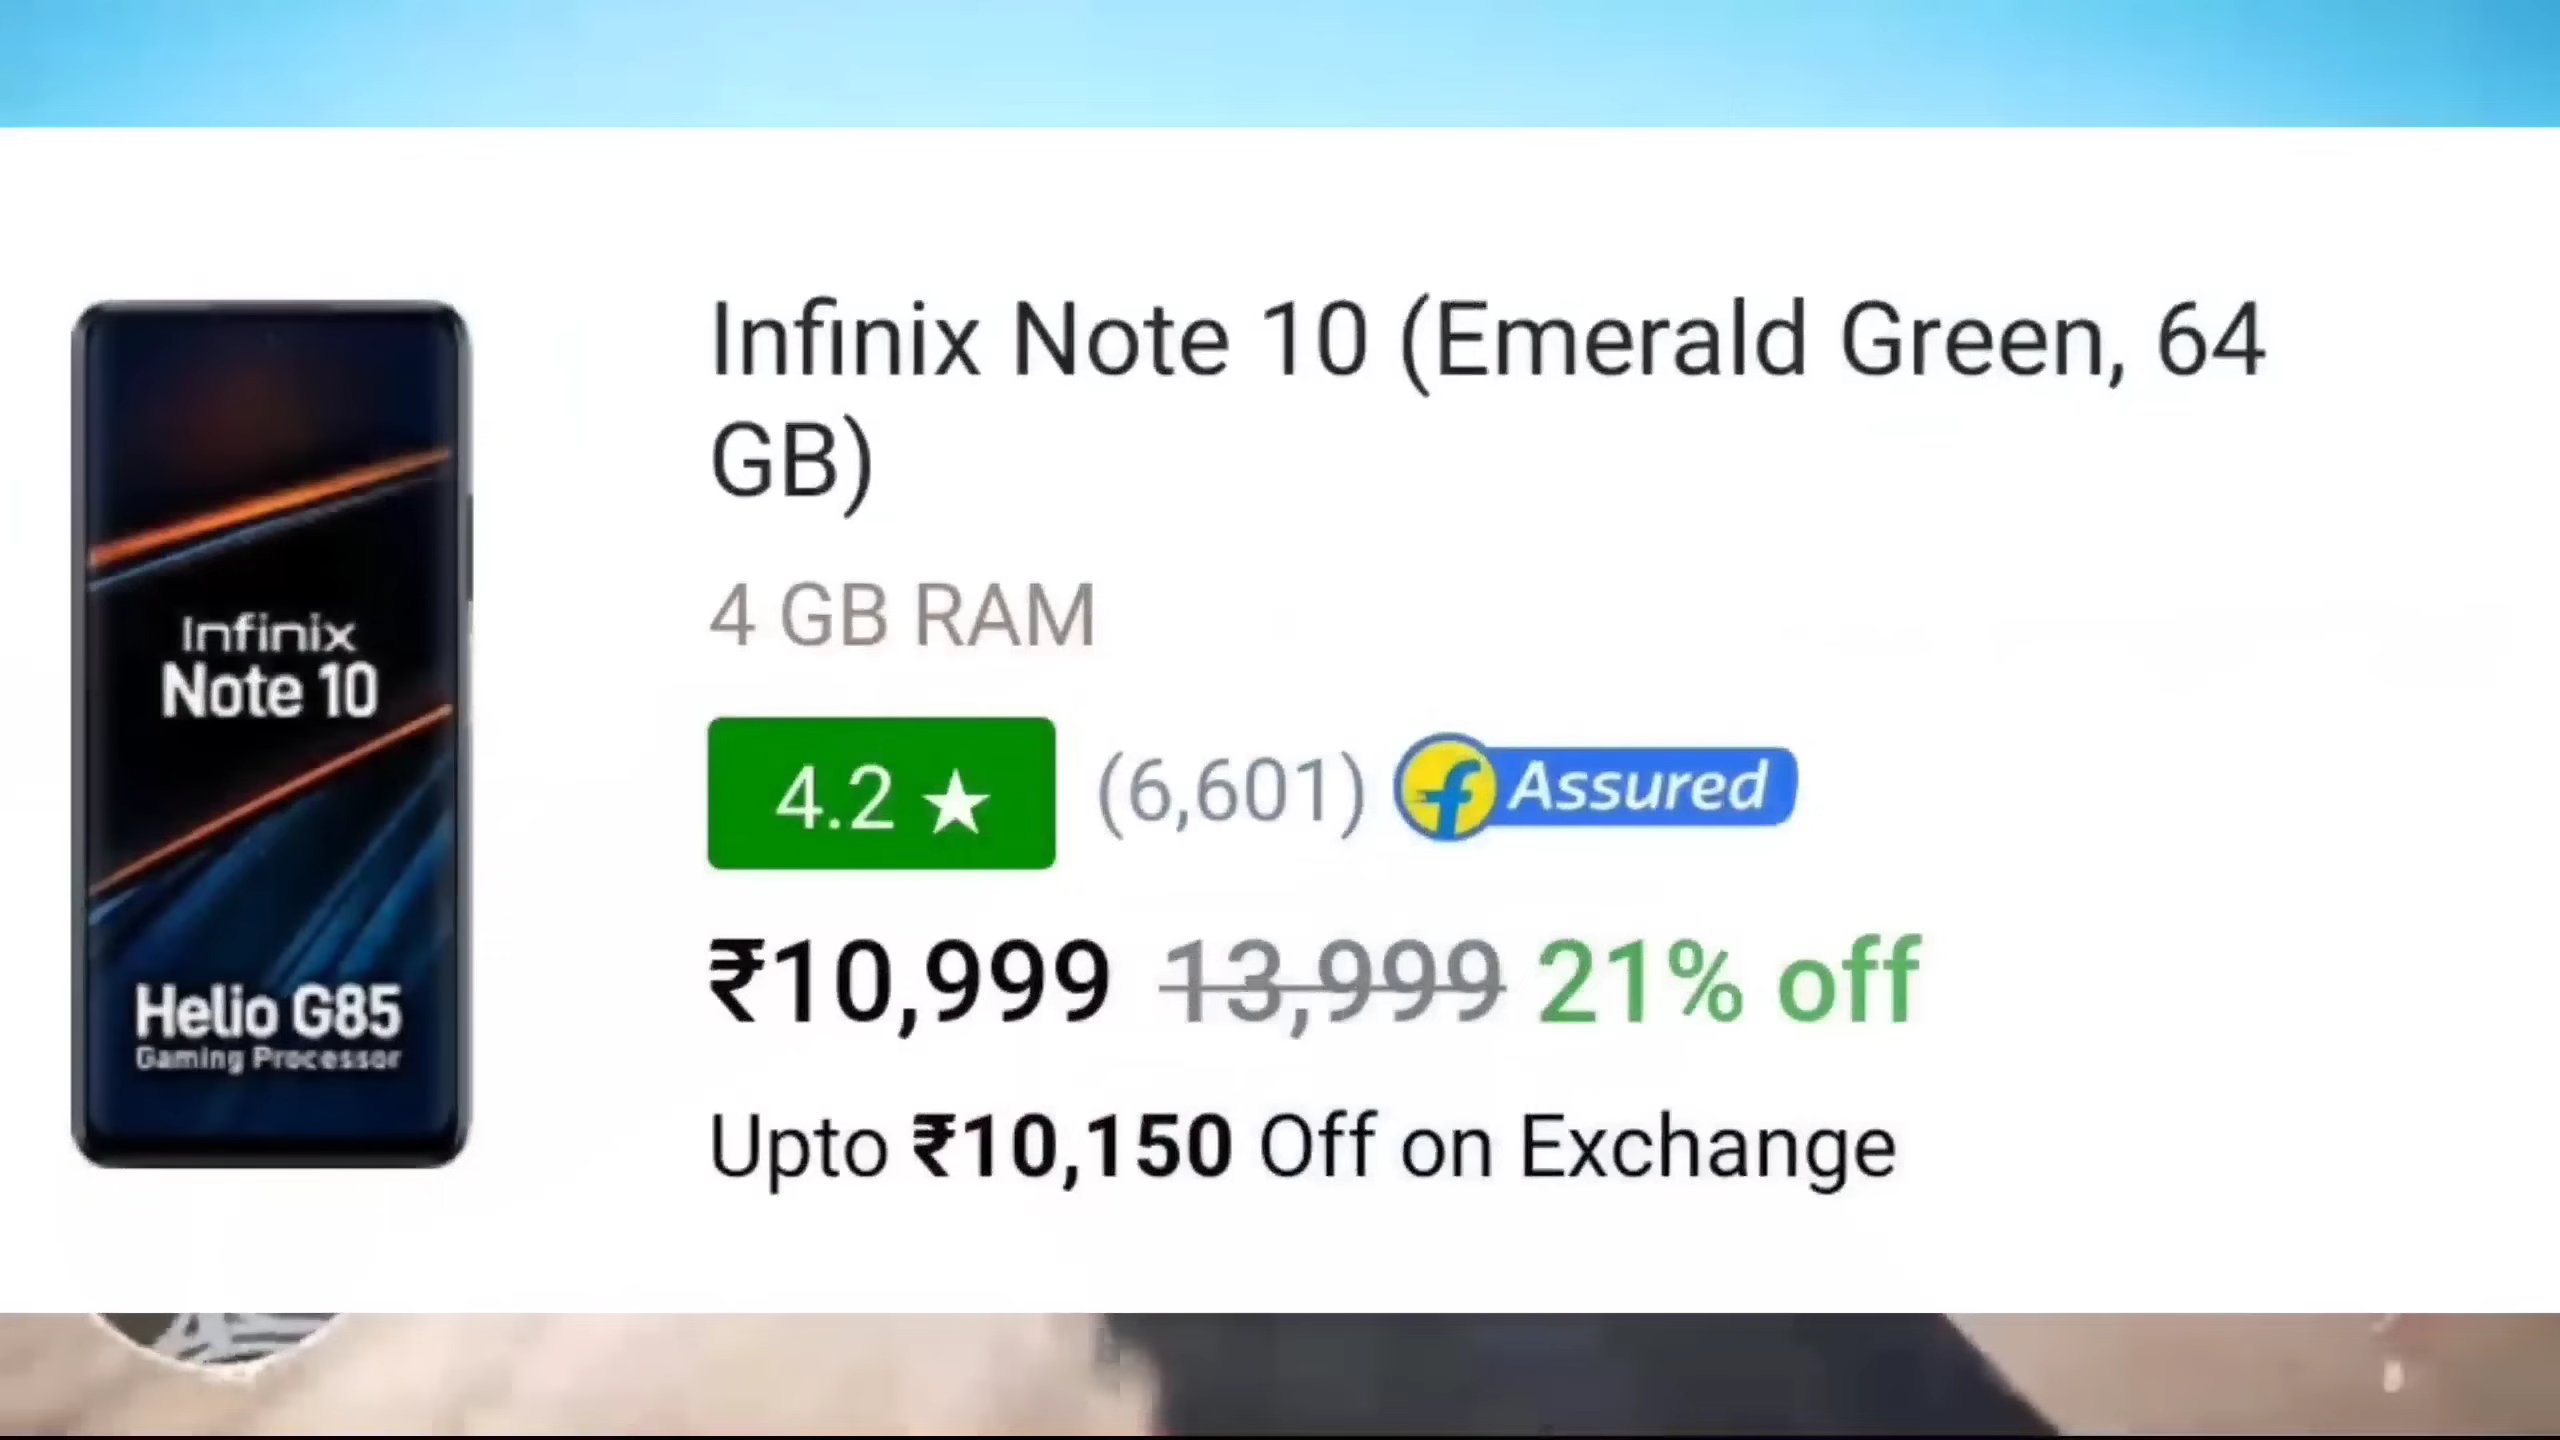 Infinix Note 10 (Emerald Green, 64
GB)
4 GB RAM
4.2 ★ (6,601) f Assured
₹10,999 13,999 21% off
Upto ₹10,150 Off on Exchange
Infinix
Note 10
Helio G85
Gaming Processor